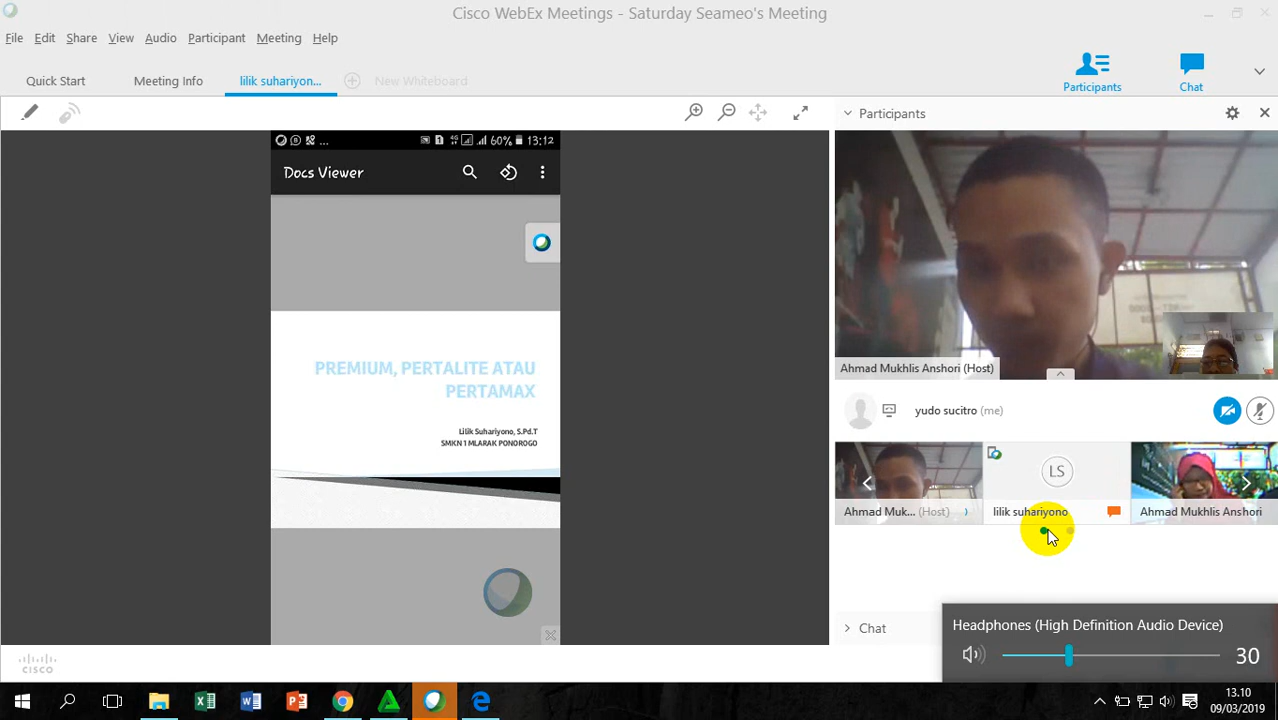 Cisco WebEx Meetings - Saturday Seameo's Meeting
File Edit Share View Audio Participant Meeting Help
Quick Start Meeting Info lilik suhariyon... New Whiteboard
Participants Chat
Participants
60% 13:12
Docs Viewer
PREMIUM, PERTALITE ATAU
PERTAMAX
Lilik Suhariyono, S.Pd.T
SMKN 1 MLARAK PONOROGO
Ahmad Mukhlis Anshori (Host)
yudo sucitro (me)
LS
Ahmad Muk... (Host) lilik suhariyono Ahmad Mukhlis Anshori
Chat
Headphones (High Definition Audio Device)
30
cisco
13.10
09/03/2019